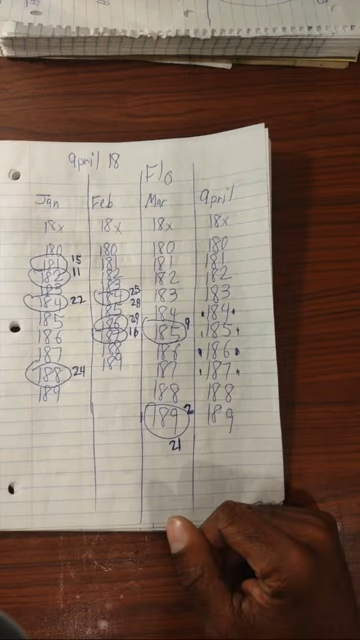 april 18
Flo
Jan Feb Mar april
18x 18x 18x 18x
180 180 180 180
181 15 181 181 181
182 11 182 182 182
183 183 183 183
184 22 184 25 184 • 184 •
185 185 28 185 9 • 185 •
186 186 29 186 • 186 •
187 187 16 187 • 187 •
188 24 188 188 188
189 189 189 2 189
21